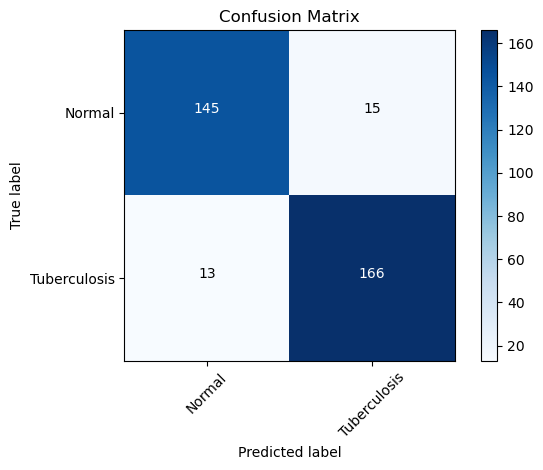 Confusion Matrix
True label
Normal
145 15
Tuberculosis
13 166
Normal Tuberculosis
Predicted label
160
140
120
100
80
60
40
20